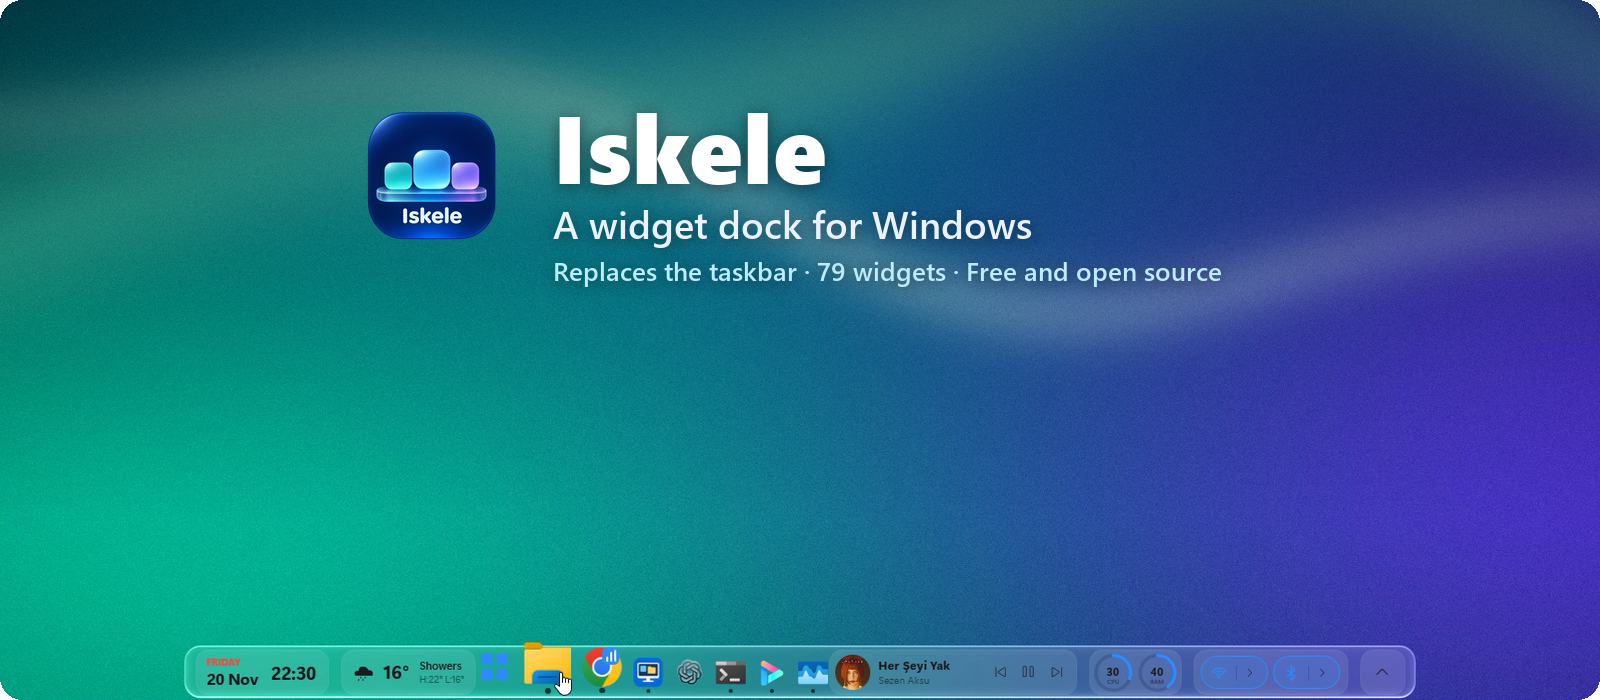 Iskele
Iskele
A widget dock for Windows
Replaces the taskbar · 79 widgets · Free and open source
FRIDAY
20 Nov
22:30
16°
Showers
H:22° L:16°
Her Şeyi Yak
Sezen Aksu
30
CPU
40
RAM